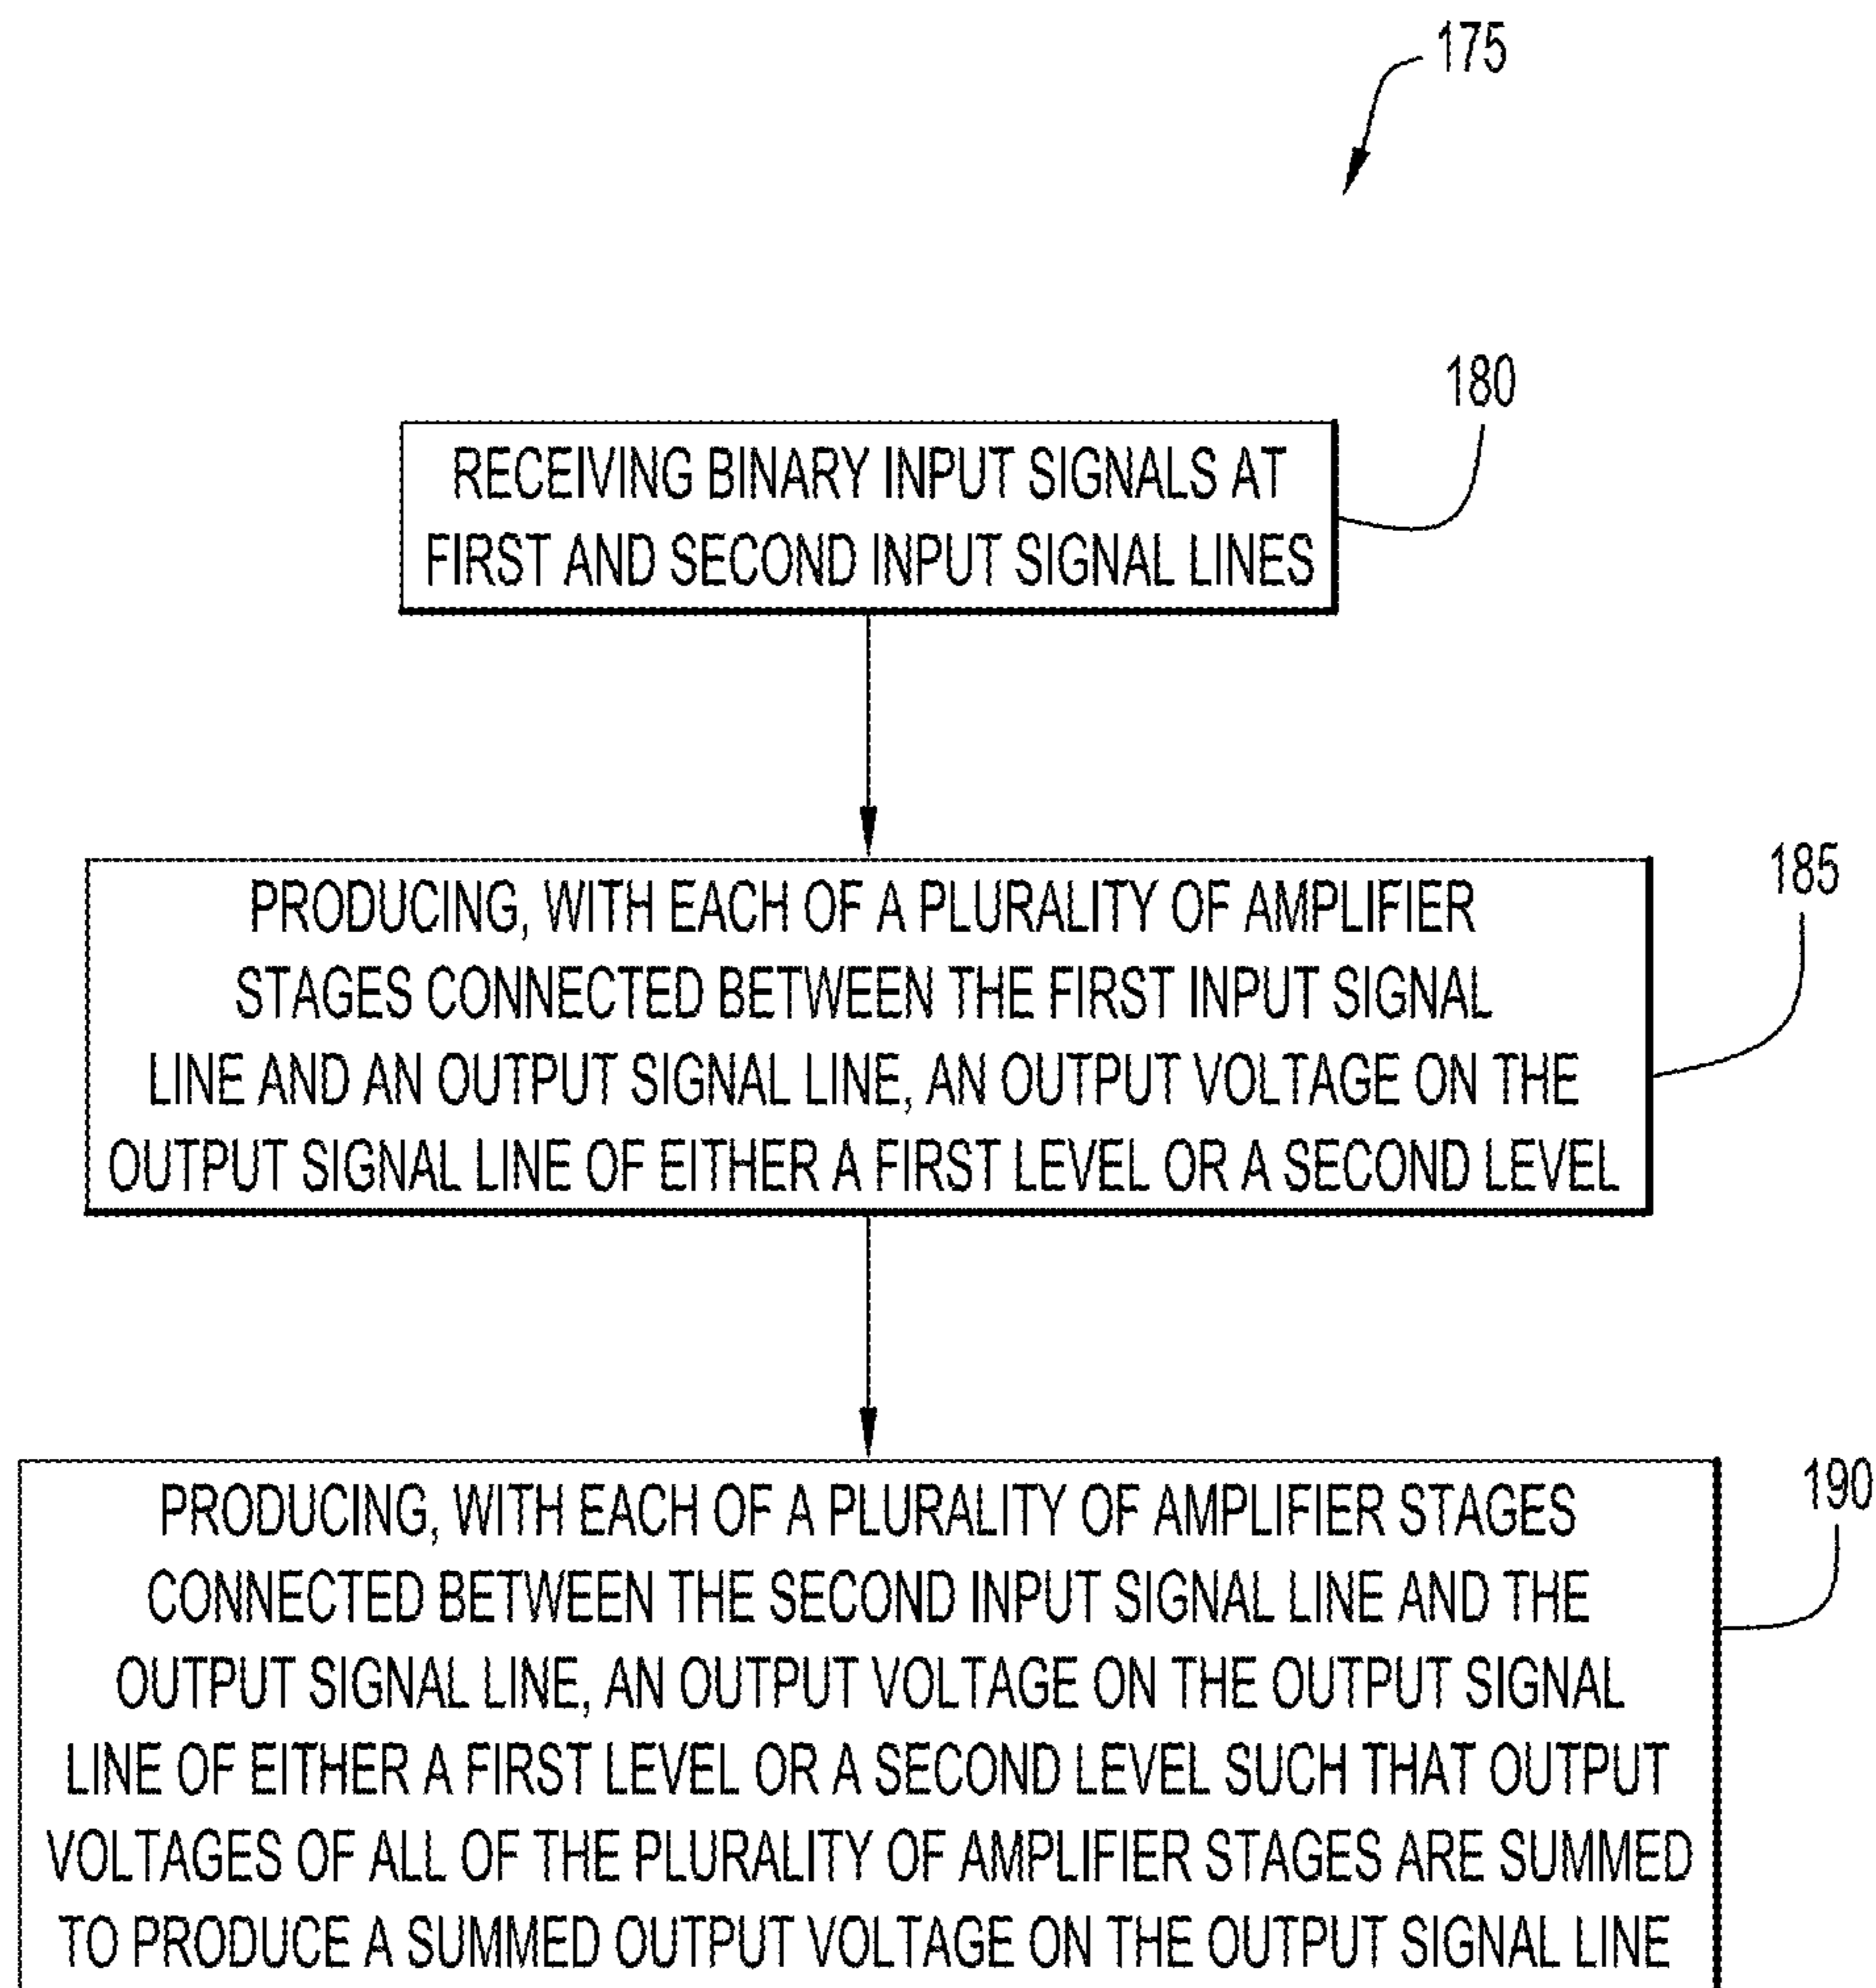 175
180
RECEIVING BINARY INPUT SIGNALS AT
FIRST AND SECOND INPUT SIGNAL LINES
185
PRODUCING, WITH EACH OF A PLURALITY OF AMPLIFIER
STAGES CONNECTED BETWEEN THE FIRST INPUT SIGNAL
LINE AND AN OUTPUT SIGNAL LINE, AN OUTPUT VOLTAGE ON THE
OUTPUT SIGNAL LINE OF EITHER A FIRST LEVEL OR A SECOND LEVEL
190
PRODUCING, WITH EACH OF A PLURALITY OF AMPLIFIER STAGES
CONNECTED BETWEEN THE SECOND INPUT SIGNAL LINE AND THE
OUTPUT SIGNAL LINE, AN OUTPUT VOLTAGE ON THE OUTPUT SIGNAL
LINE OF EITHER A FIRST LEVEL OR A SECOND LEVEL SUCH THAT OUTPUT
VOLTAGES OF ALL OF THE PLURALITY OF AMPLIFIER STAGES ARE SUMMED
TO PRODUCE A SUMMED OUTPUT VOLTAGE ON THE OUTPUT SIGNAL LINE